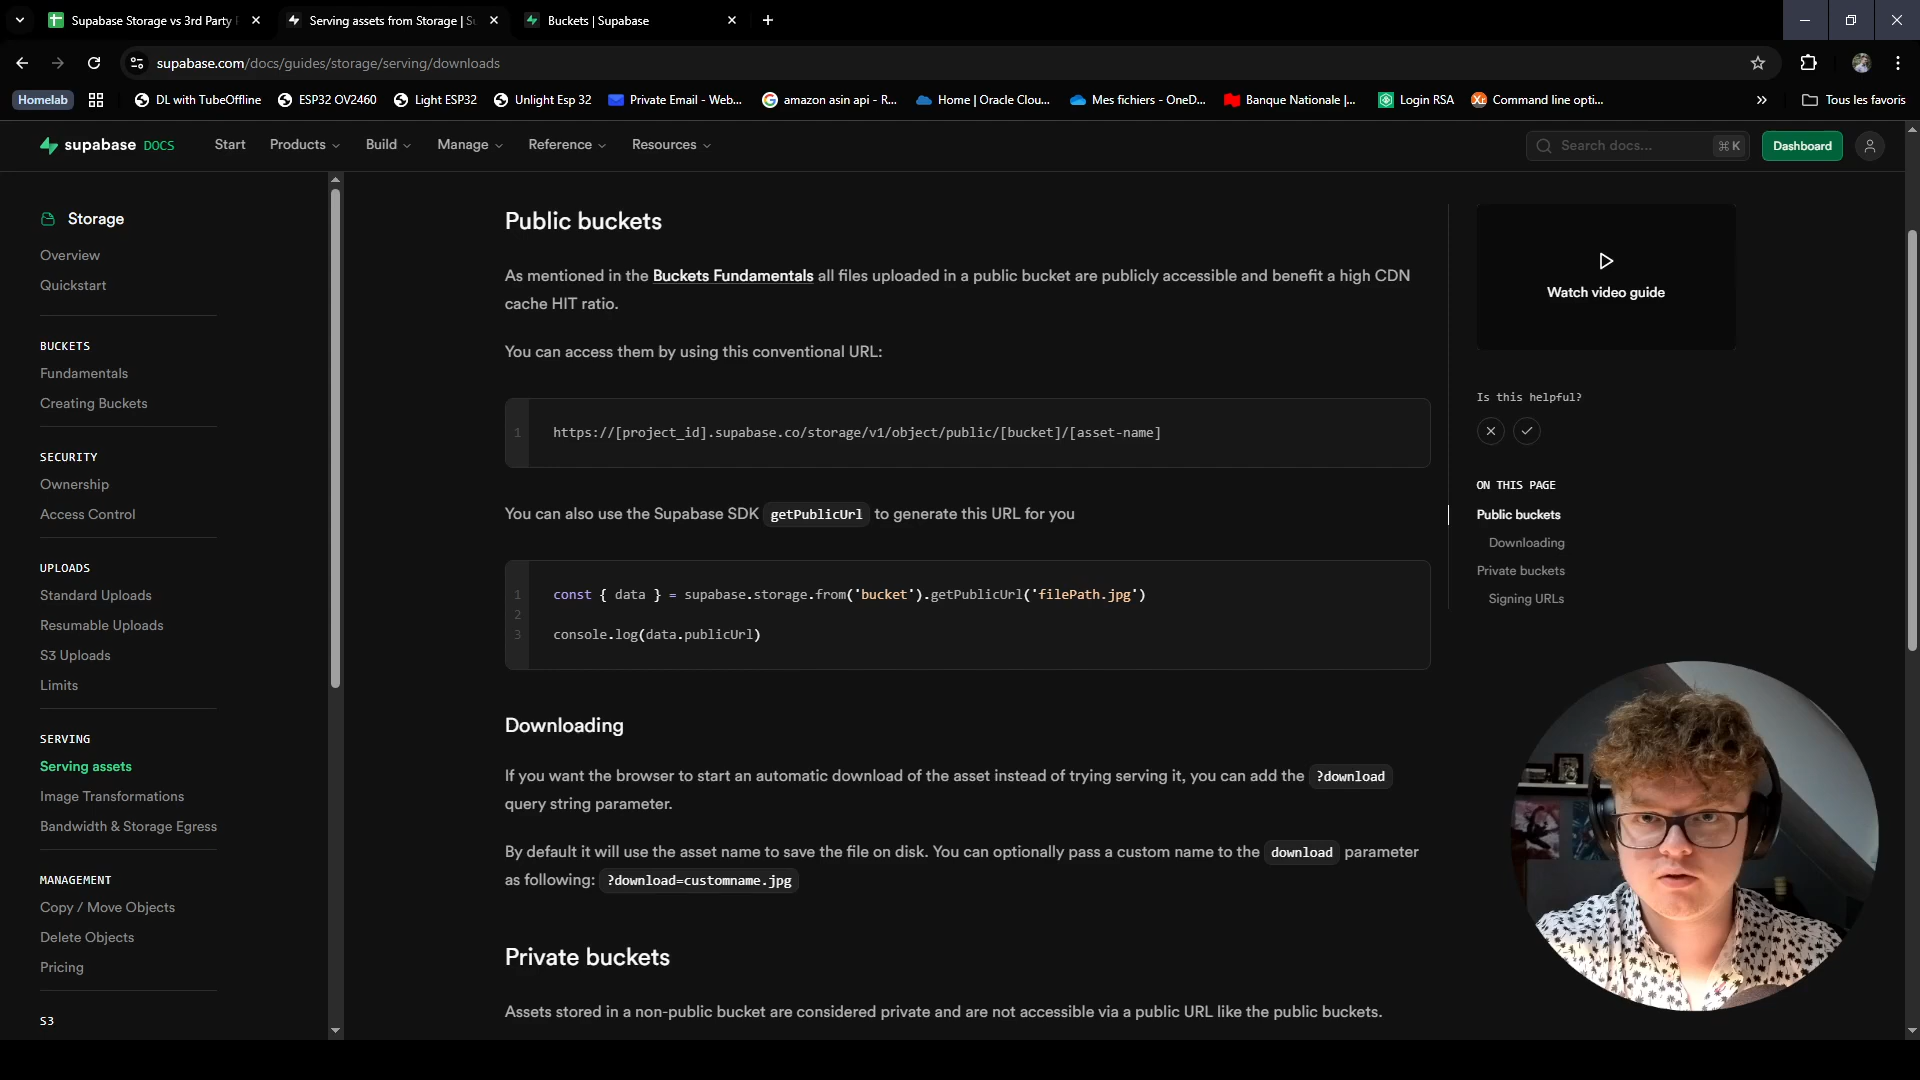 Supabase Storage vs 3rd Party
Serving assets from Storage | Su
Buckets | Supabase
supabase.com/docs/guides/storage/serving/downloads
Homelab
DL with TubeOffline
ESP32 OV2460
Light ESP32
Unlight Esp 32
Private Email - Web...
amazon asin api - R...
Home | Oracle Clou...
Mes fichiers - OneD...
Banque Nationale |...
Login RSA
Command line opti...
Tous les favoris
supabase DOCS
Start
Products
Build
Manage
Reference
Resources
Search docs...
⌘K
Dashboard
Storage
Overview
Quickstart
BUCKETS
Fundamentals
Creating Buckets
SECURITY
Ownership
Access Control
UPLOADS
Standard Uploads
Resumable Uploads
S3 Uploads
Limits
SERVING
Serving assets
Image Transformations
Bandwidth & Storage Egress
MANAGEMENT
Copy / Move Objects
Delete Objects
Pricing
S3
Public buckets
As mentioned in the Buckets Fundamentals all files uploaded in a public bucket are publicly accessible and benefit a high CDN
cache HIT ratio.
You can access them by using this conventional URL:
1 https://[project_id].supabase.co/storage/v1/object/public/[bucket]/[asset-name]
You can also use the Supabase SDK getPublicUrl to generate this URL for you
1 const { data } = supabase.storage.from('bucket').getPublicUrl('filePath.jpg')
2
3 console.log(data.publicUrl)
Downloading
If you want the browser to start an automatic download of the asset instead of trying serving it, you can add the ?download
query string parameter.
By default it will use the asset name to save the file on disk. You can optionally pass a custom name to the download parameter
as following: ?download=customname.jpg
Private buckets
Assets stored in a non-public bucket are considered private and are not accessible via a public URL like the public buckets.
Watch video guide
Is this helpful?
ON THIS PAGE
Public buckets
Downloading
Private buckets
Signing URLs